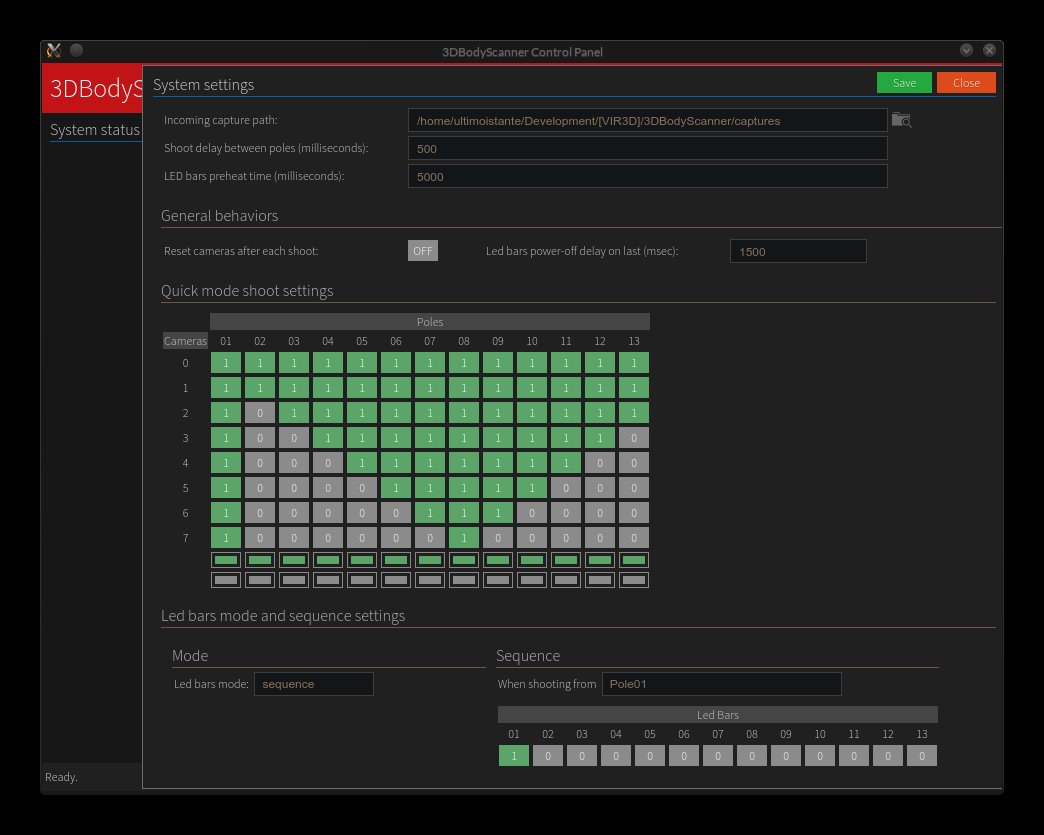 3DBodyScanner Control Panel
3DBodyS
System settings
Save
Close
System status
Incoming capture path:
/home/ultimoistante/Development/[VIR3D]/3DBodyScanner/captures
Shoot delay between poles (milliseconds):
500
LED bars preheat time (milliseconds):
5000
General behaviors
Reset cameras after each shoot:
OFF
Led bars power-off delay on last (msec):
1500
Quick mode shoot settings
Poles
Cameras 01 02 03 04 05 06 07 08 09 10 11 12 13
0 1 1 1 1 1 1 1 1 1 1 1 1 1
1 1 1 1 1 1 1 1 1 1 1 1 1 1
2 1 0 1 1 1 1 1 1 1 1 1 1 1
3 1 0 0 1 1 1 1 1 1 1 1 1 0
4 1 0 0 0 1 1 1 1 1 1 1 0 0
5 1 0 0 0 0 1 1 1 1 1 0 0 0
6 1 0 0 0 0 0 1 1 1 0 0 0 0
7 1 0 0 0 0 0 0 1 0 0 0 0 0
Led bars mode and sequence settings
Mode
Led bars mode:
sequence
Sequence
When shooting from
Pole01
Led Bars
01 02 03 04 05 06 07 08 09 10 11 12 13
1 0 0 0 0 0 0 0 0 0 0 0 0
Ready.